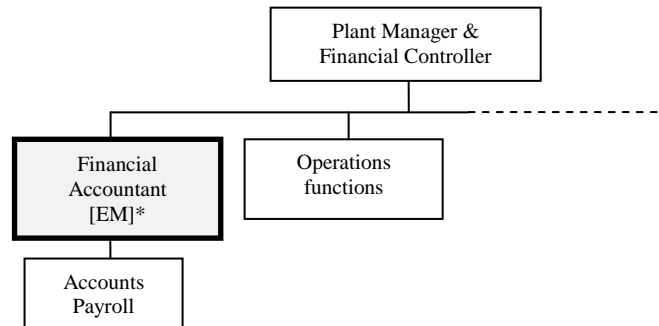 Plant Manager &
Financial Controller
Financial
Accountant
[EM]*
Operations
functions
Accounts
Payroll